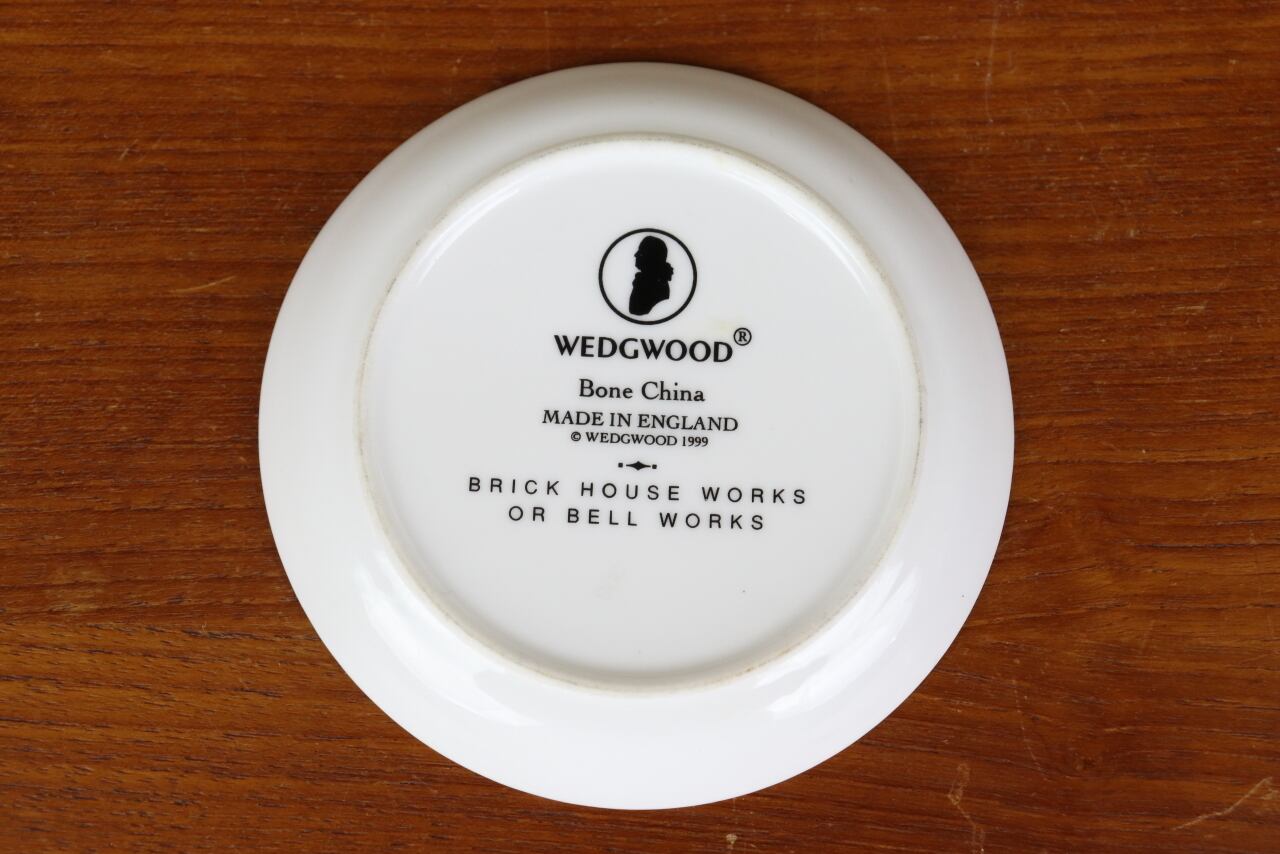 WEDGWOOD®
Bone China
MADE IN ENGLAND
© WEDGWOOD 1999
BRICK HOUSE WORKS
OR BELL WORKS